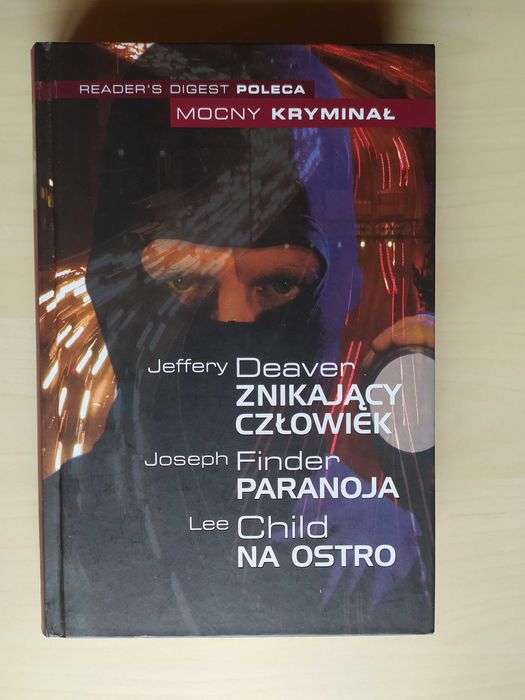 READER'S DIGEST POLECA
MOCNY KRYMINAŁ
Jeffery Deaver
ZNIKAJĄCY
CZŁOWIEK
Joseph Finder
PARANOJA
Lee Child
NA OSTRO